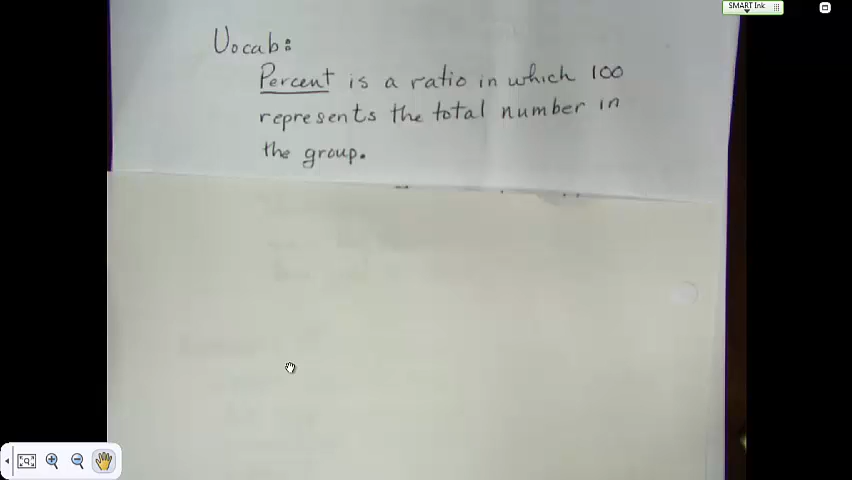 SMART Ink
Vocab:
Percent is a ratio in which 100
represents the total number in
the group.